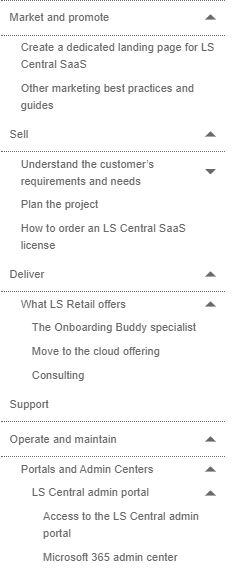 Market and promote
Create a dedicated landing page for LS
Central SaaS
Other marketing best practices and
guides
Sell
Understand the customer's
requirements and needs
Plan the project
How to order an LS Central SaaS
license
Deliver
What LS Retail offers
The Onboarding Buddy specialist
Move to the cloud offering
Consulting
Support
Operate and maintain
Portals and Admin Centers
LS Central admin portal
Access to the LS Central admin
portal
Microsoft 365 admin center